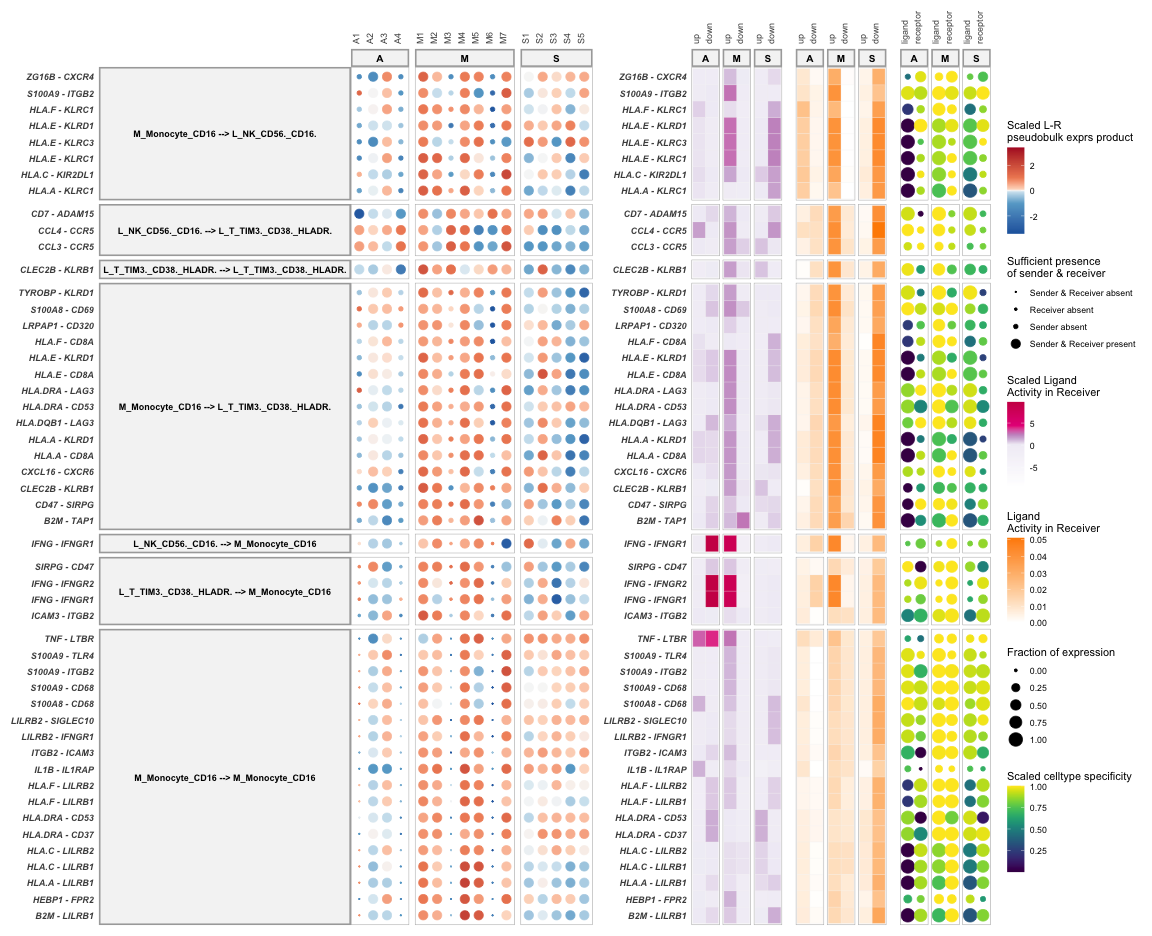 A1 A2 A3 A4 M1 M2 M3 M4 M5 M6 M7 S1 S2 S3 S4 S5 up down up down up down up down up down up down ligand receptor ligand receptor ligand receptor
A M S A M S A M S A M S
ZG16B - CXCR4 ZG16B - CXCR4
S100A9 - ITGB2 S100A9 - ITGB2
HLA.F - KLRC1 HLA.F - KLRC1
HLA.E - KLRD1 HLA.E - KLRD1
M_Monocyte_CD16 --> L_NK_CD56._CD16.
HLA.E - KLRC3 HLA.E - KLRC3
HLA.E - KLRC1 HLA.E - KLRC1
HLA.C - KIR2DL1 HLA.C - KIR2DL1
HLA.A - KLRC1 HLA.A - KLRC1
CD7 - ADAM15 CD7 - ADAM15
CCL4 - CCR5 L_NK_CD56._CD16. --> L_T_TIM3._CD38._HLADR. CCL4 - CCR5
CCL3 - CCR5 CCL3 - CCR5
CLEC2B - KLRB1 L_T_TIM3._CD38._HLADR. --> L_T_TIM3._CD38._HLADR. CLEC2B - KLRB1
TYROBP - KLRD1 TYROBP - KLRD1
S100A8 - CD69 S100A8 - CD69
LRPAP1 - CD320 LRPAP1 - CD320
HLA.F - CD8A HLA.F - CD8A
HLA.E - KLRD1 HLA.E - KLRD1
HLA.E - CD8A HLA.E - CD8A
HLA.DRA - LAG3 HLA.DRA - LAG3
HLA.DRA - CD53 M_Monocyte_CD16 --> L_T_TIM3._CD38._HLADR. HLA.DRA - CD53
HLA.DQB1 - LAG3 HLA.DQB1 - LAG3
HLA.A - KLRD1 HLA.A - KLRD1
HLA.A - CD8A HLA.A - CD8A
CXCL16 - CXCR6 CXCL16 - CXCR6
CLEC2B - KLRB1 CLEC2B - KLRB1
CD47 - SIRPG CD47 - SIRPG
B2M - TAP1 B2M - TAP1
IFNG - IFNGR1 L_NK_CD56._CD16. --> M_Monocyte_CD16 IFNG - IFNGR1
SIRPG - CD47 SIRPG - CD47
IFNG - IFNGR2 IFNG - IFNGR2
L_T_TIM3._CD38._HLADR. --> M_Monocyte_CD16
IFNG - IFNGR1 IFNG - IFNGR1
ICAM3 - ITGB2 ICAM3 - ITGB2
TNF - LTBR TNF - LTBR
S100A9 - TLR4 S100A9 - TLR4
S100A9 - ITGB2 S100A9 - ITGB2
S100A9 - CD68 S100A9 - CD68
S100A8 - CD68 S100A8 - CD68
LILRB2 - SIGLEC10 LILRB2 - SIGLEC10
LILRB2 - IFNGR1 LILRB2 - IFNGR1
ITGB2 - ICAM3 ITGB2 - ICAM3
IL1B - IL1RAP IL1B - IL1RAP
M_Monocyte_CD16 --> M_Monocyte_CD16
HLA.F - LILRB2 HLA.F - LILRB2
HLA.F - LILRB1 HLA.F - LILRB1
HLA.DRA - CD53 HLA.DRA - CD53
HLA.DRA - CD37 HLA.DRA - CD37
HLA.C - LILRB2 HLA.C - LILRB2
HLA.C - LILRB1 HLA.C - LILRB1
HLA.A - LILRB1 HLA.A - LILRB1
HEBP1 - FPR2 HEBP1 - FPR2
B2M - LILRB1 B2M - LILRB1
Scaled L-R
pseudobulk exprs product
2
0
-2
Sufficient presence
of sender & receiver
Sender & Receiver absent
Receiver absent
Sender absent
Sender & Receiver present
Scaled Ligand
Activity in Receiver
5
0
-5
Ligand
Activity in Receiver
0.05
0.04
0.03
0.02
0.01
0.00
Fraction of expression
0.00
0.25
0.50
0.75
1.00
Scaled celltype specificity
1.00
0.75
0.50
0.25